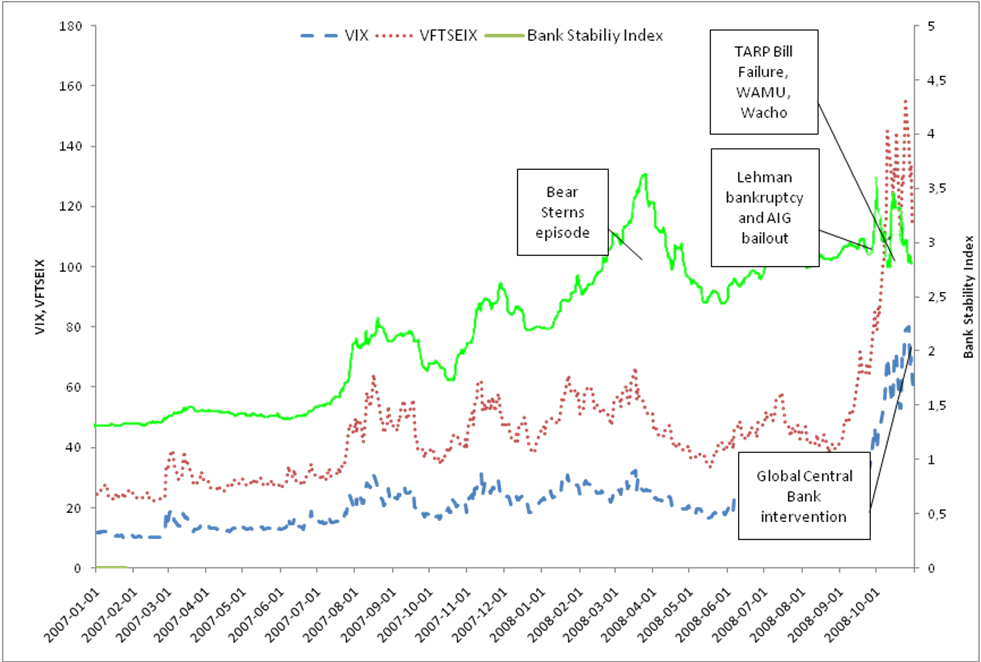 180
160
140
120
100
80
60
40
20
0
VIX, VFTSEIX
VIX
VFTSEIX
Bank Stabiliy Index
5
4,5
4
3,5
3
2,5
2
1,5
1
0,5
0
Bank Stability Index
TARP Bill
Failure,
WAMU,
Wacho
Bear
Sterns
episode
Lehman
bankruptcy
and AIG
bailout
Global Central
Bank
intervention
2007-01-01
2007-02-01
2007-03-01
2007-04-01
2007-05-01
2007-06-01
2007-07-01
2007-08-01
2007-09-01
2007-10-01
2007-11-01
2007-12-01
2008-01-01
2008-02-01
2008-03-01
2008-04-01
2008-05-01
2008-06-01
2008-07-01
2008-08-01
2008-09-01
2008-10-01